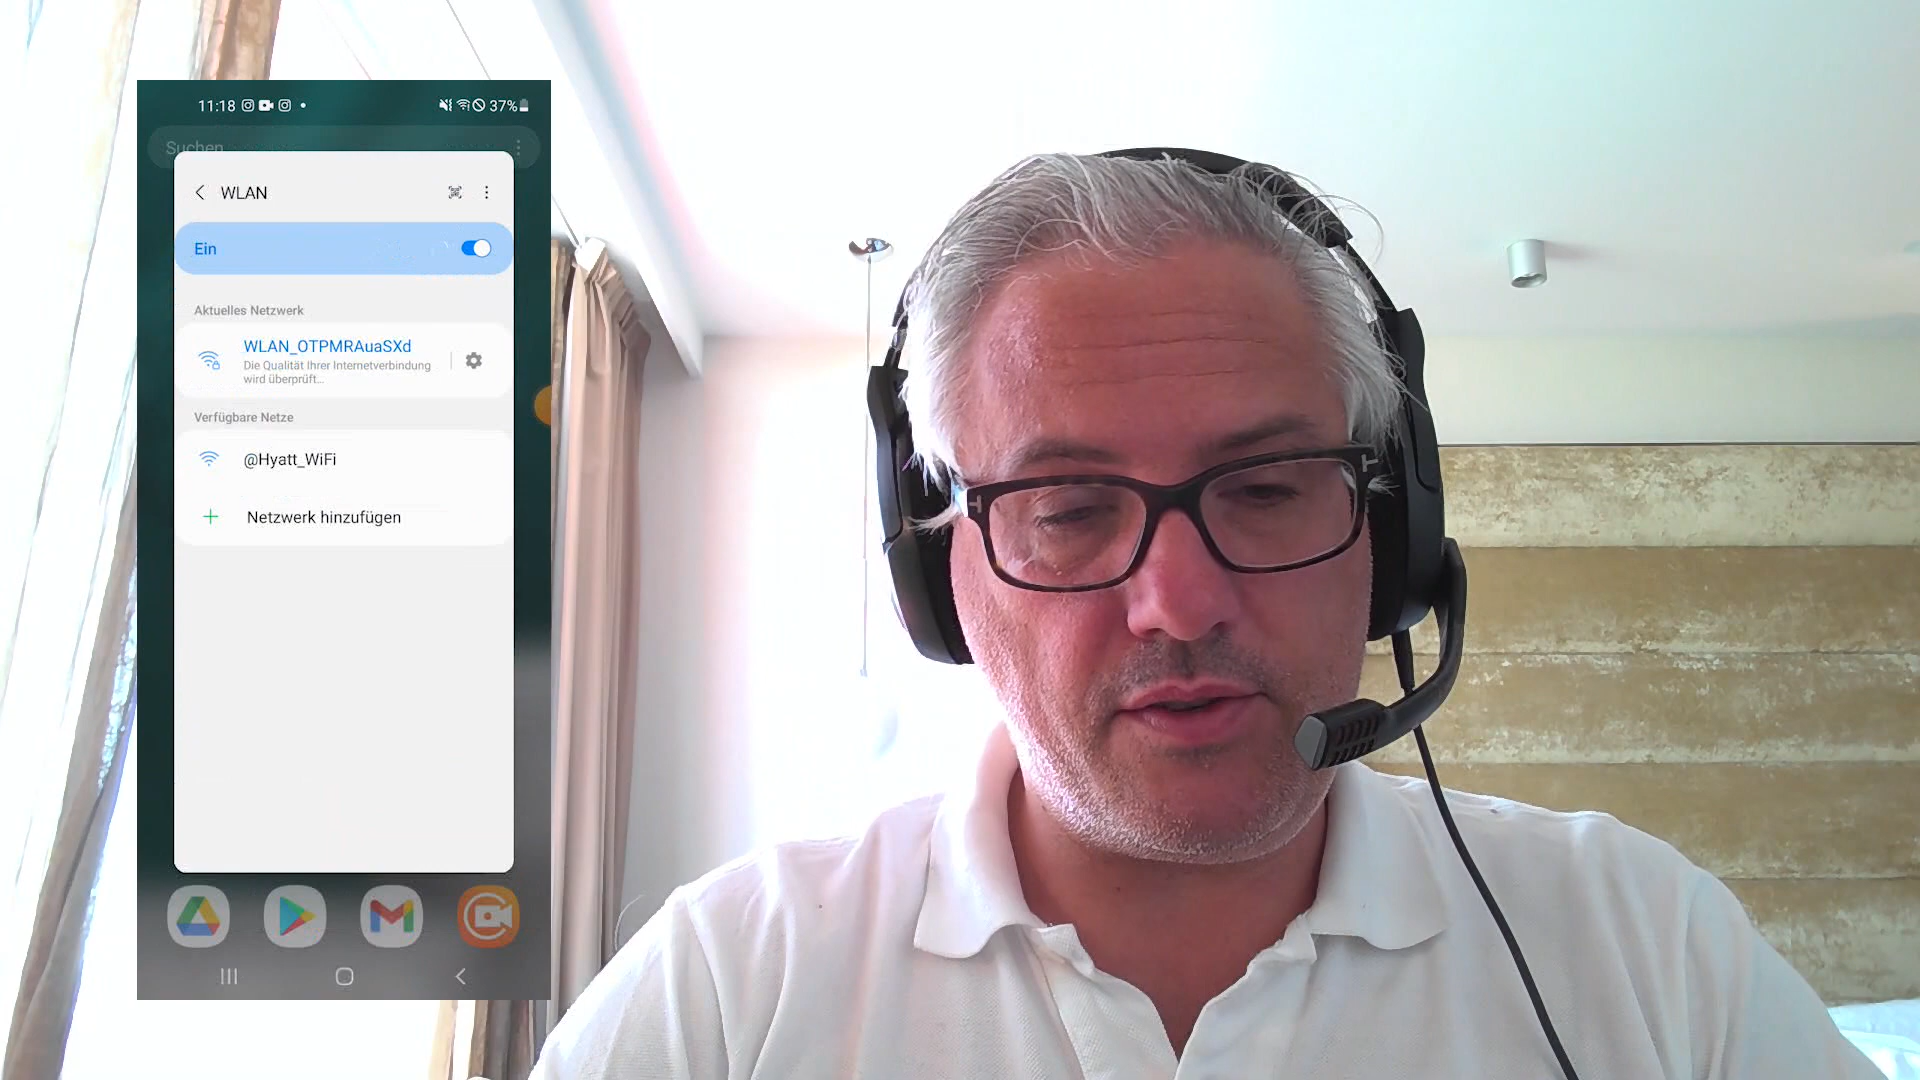 11:18
37%
Suchen
WLAN
Ein
Aktuelles Netzwerk
WLAN_OTPMRAuaSXd
Die Qualität Ihrer Internetverbindung
wird überprüft...
Verfügbare Netze
@Hyatt_WiFi
Netzwerk hinzufügen